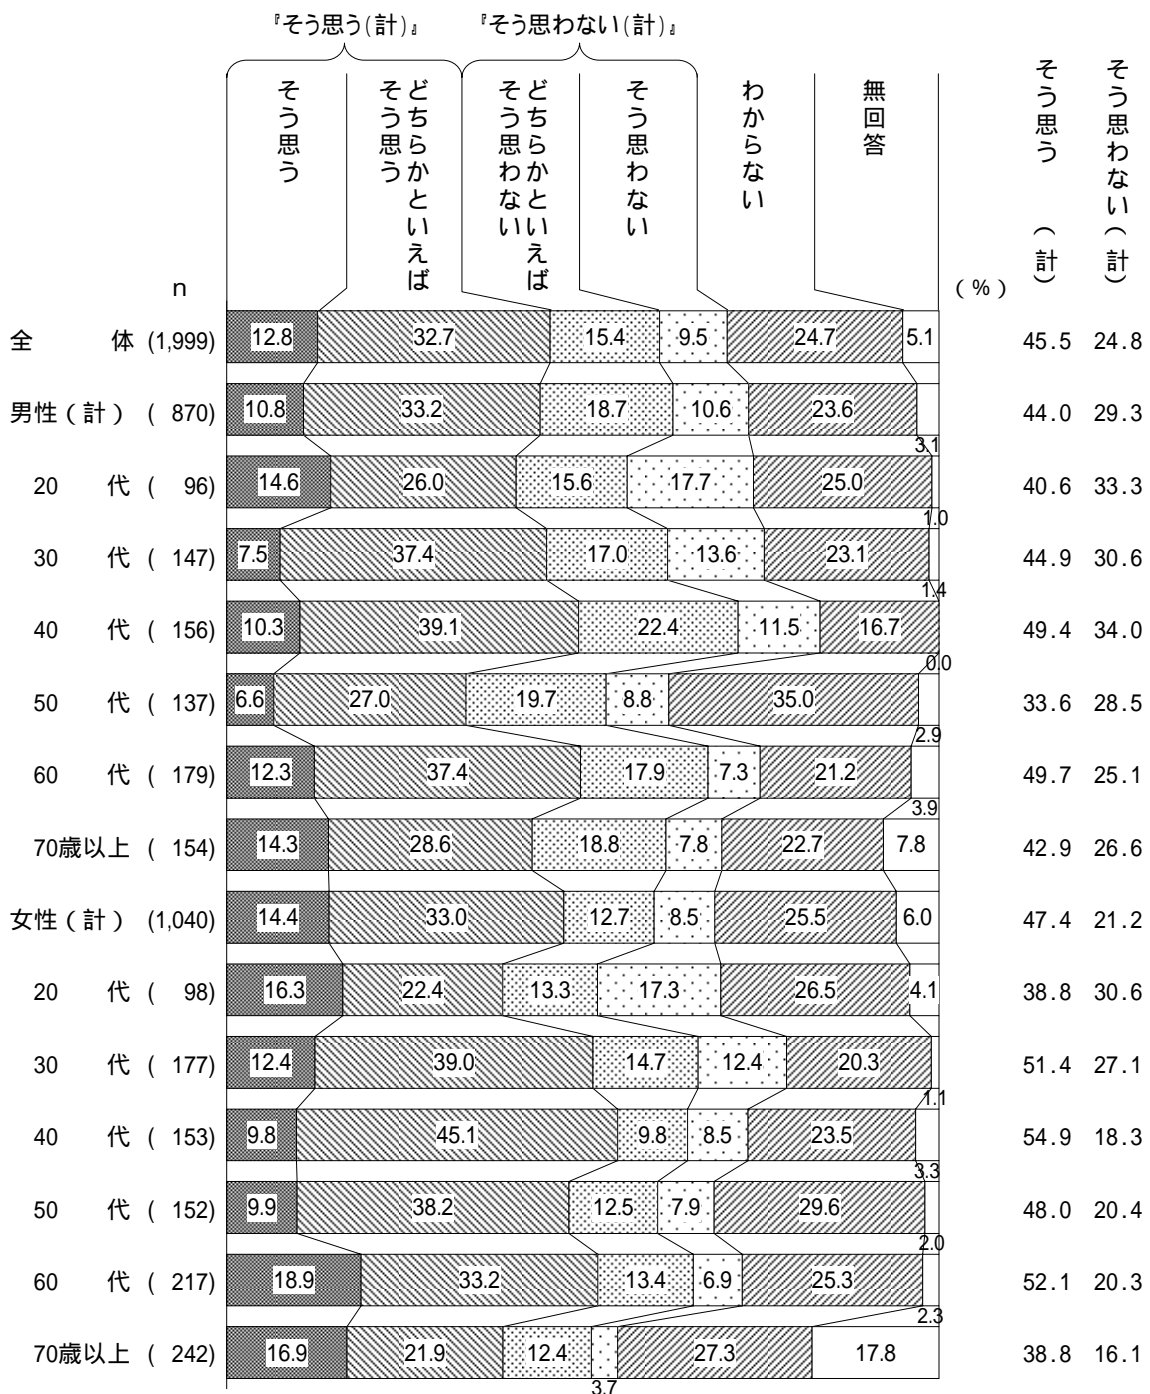 『そう思う(計)』 『そう思わない(計)』
そう思う
どちらかといえば
そう思う
どちらかといえば
そう思わない
そう思わない
わからない
無回答
そう思う (計)
そう思わない(計)
n (%)
全 体 (1,999) 12.8 32.7 15.4 9.5 24.7 5.1 45.5 24.8
男性(計) ( 870) 10.8 33.2 18.7 10.6 23.6 3.1 44.0 29.3
20 代 ( 96) 14.6 26.0 15.6 17.7 25.0 1.0 40.6 33.3
30 代 ( 147) 7.5 37.4 17.0 13.6 23.1 1.4 44.9 30.6
40 代 ( 156) 10.3 39.1 22.4 11.5 16.7 0.0 49.4 34.0
50 代 ( 137) 6.6 27.0 19.7 8.8 35.0 2.9 33.6 28.5
60 代 ( 179) 12.3 37.4 17.9 7.3 21.2 3.9 49.7 25.1
70歳以上 ( 154) 14.3 28.6 18.8 7.8 22.7 7.8 42.9 26.6
女性(計) (1,040) 14.4 33.0 12.7 8.5 25.5 6.0 47.4 21.2
20 代 ( 98) 16.3 22.4 13.3 17.3 26.5 4.1 38.8 30.6
30 代 ( 177) 12.4 39.0 14.7 12.4 20.3 1.1 51.4 27.1
40 代 ( 153) 9.8 45.1 9.8 8.5 23.5 3.3 54.9 18.3
50 代 ( 152) 9.9 38.2 12.5 7.9 29.6 2.0 48.0 20.4
60 代 ( 217) 18.9 33.2 13.4 6.9 25.3 2.3 52.1 20.3
70歳以上 ( 242) 16.9 21.9 12.4 3.7 27.3 17.8 38.8 16.1